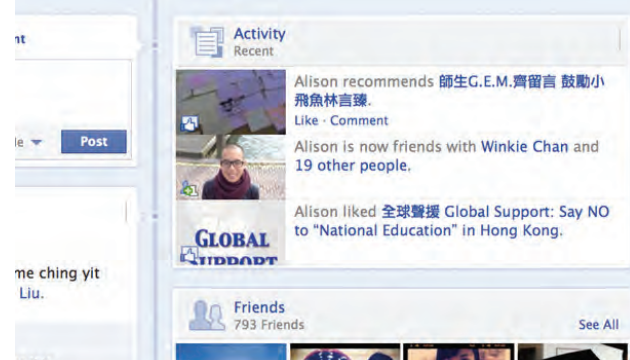 nt
le
Post
me ching yit
Liu.
Activity
Recent
Alison recommends 師生G.E.M.齊留言 鼓勵小
飛魚林言臻.
Like · Comment
Alison is now friends with Winkie Chan and
19 other people.
Alison liked 全球聲援 Global Support: Say NO
to “National Education” in Hong Kong.
GLOBAL
SUPPORT
Friends
793 Friends
See All